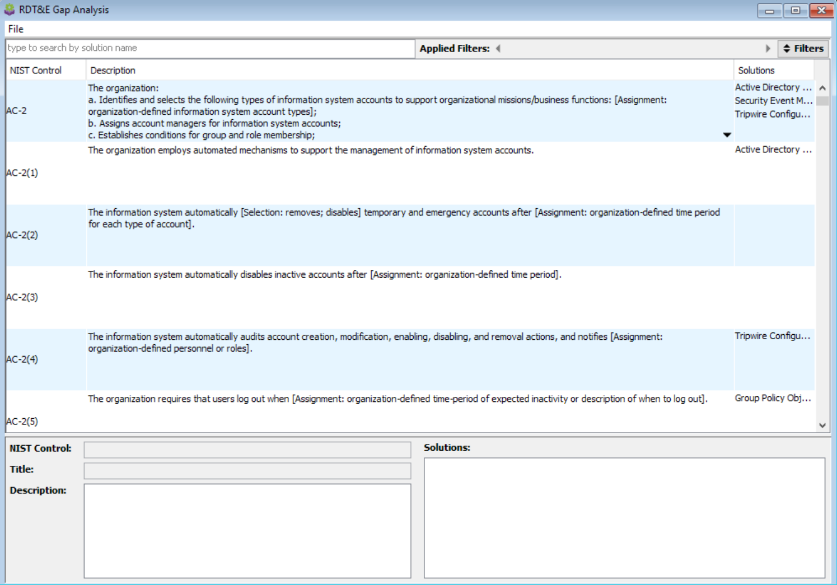 RDT&E Gap Analysis
File
type to search by solution name
Applied Filters:
Filters
NIST Control Description Solutions
AC-2
The organization:
a. Identifies and selects the following types of information system accounts to support organizational missions/business functions: [Assignment:
organization-defined information system account types];
b. Assigns account managers for information system accounts;
c. Establishes conditions for group and role membership;
Active Directory ...
Security Event M...
Tripwire Configu...
AC-2(1)
The organization employs automated mechanisms to support the management of information system accounts.
Active Directory ...
AC-2(2)
The information system automatically [Selection: removes; disables] temporary and emergency accounts after [Assignment: organization-defined time period
for each type of account].
AC-2(3)
The information system automatically disables inactive accounts after [Assignment: organization-defined time period].
AC-2(4)
The information system automatically audits account creation, modification, enabling, disabling, and removal actions, and notifies [Assignment:
organization-defined personnel or roles].
Tripwire Configu...
AC-2(5)
The organization requires that users log out when [Assignment: organization-defined time-period of expected inactivity or description of when to log out].
Group Policy Obj...
NIST Control:
Title:
Description:
Solutions: